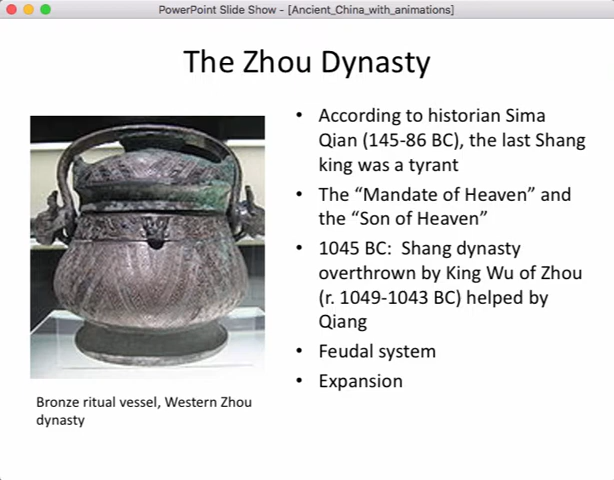 PowerPoint Slide Show - [Ancient_China_with_animations]
The Zhou Dynasty
• According to historian Sima
Qian (145-86 BC), the last Shang
king was a tyrant
• The “Mandate of Heaven” and
the “Son of Heaven”
• 1045 BC:  Shang dynasty
overthrown by King Wu of Zhou
(r. 1049-1043 BC) helped by
Qiang
• Feudal system
• Expansion
Bronze ritual vessel, Western Zhou
dynasty